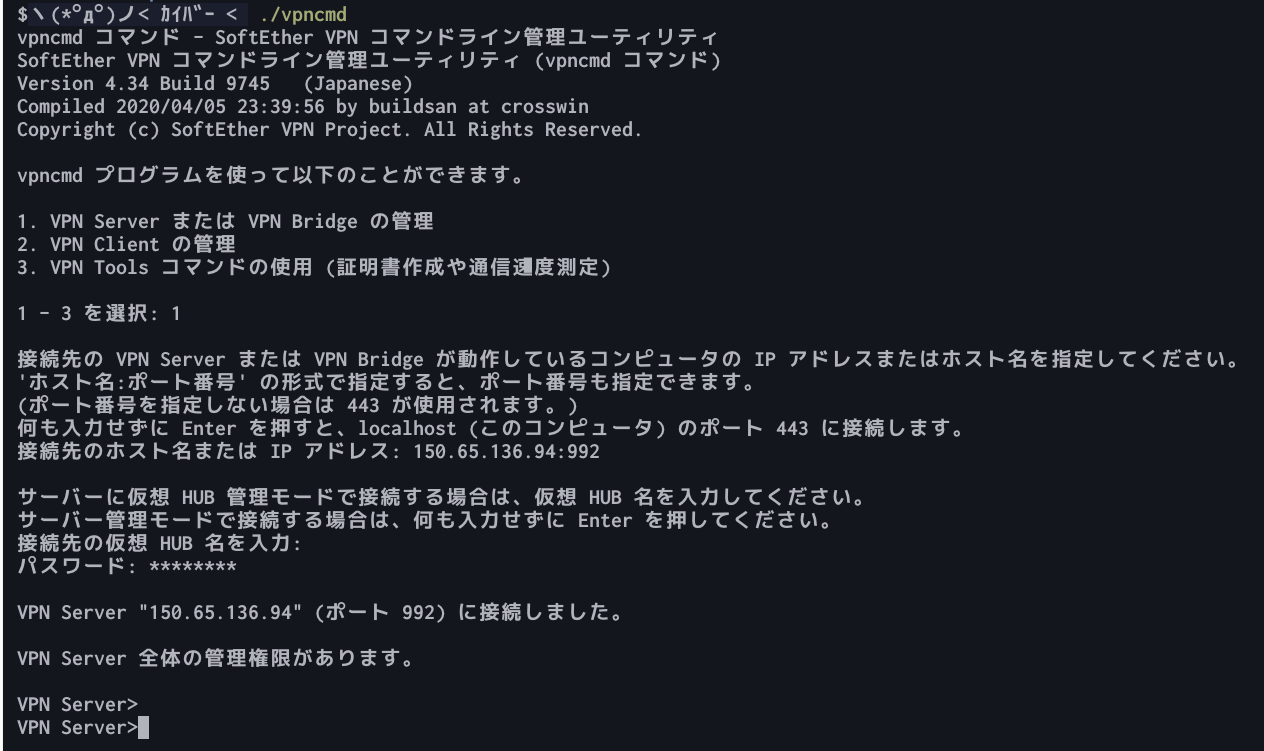 $ヽ(*°д°)ノ< ｶｲﾊﾞｰ < ./vpncmd
vpncmd コマンド - SoftEther VPN コマンドライン管理ユーティリティ
SoftEther VPN コマンドライン管理ユーティリティ (vpncmd コマンド)
Version 4.34 Build 9745   (Japanese)
Compiled 2020/04/05 23:39:56 by buildsan at crosswin
Copyright (c) SoftEther VPN Project. All Rights Reserved.
vpncmd プログラムを使って以下のことができます。
1. VPN Server または VPN Bridge の管理
2. VPN Client の管理
3. VPN Tools コマンドの使用 (証明書作成や通信速度測定)
1 - 3 を選択: 1
接続先の VPN Server または VPN Bridge が動作しているコンピュータの IP アドレスまたはホスト名を指定してください。
'ホスト名:ポート番号' の形式で指定すると、ポート番号も指定できます。
(ポート番号を指定しない場合は 443 が使用されます。)
何も入力せずに Enter を押すと、localhost (このコンピュータ) のポート 443 に接続します。
接続先のホスト名または IP アドレス: 150.65.136.94:992
サーバーに仮想 HUB 管理モードで接続する場合は、仮想 HUB 名を入力してください。
サーバー管理モードで接続する場合は、何も入力せずに Enter を押してください。
接続先の仮想 HUB 名を入力:
パスワード: ********
VPN Server "150.65.136.94" (ポート 992) に接続しました。
VPN Server 全体の管理権限があります。
VPN Server>
VPN Server>